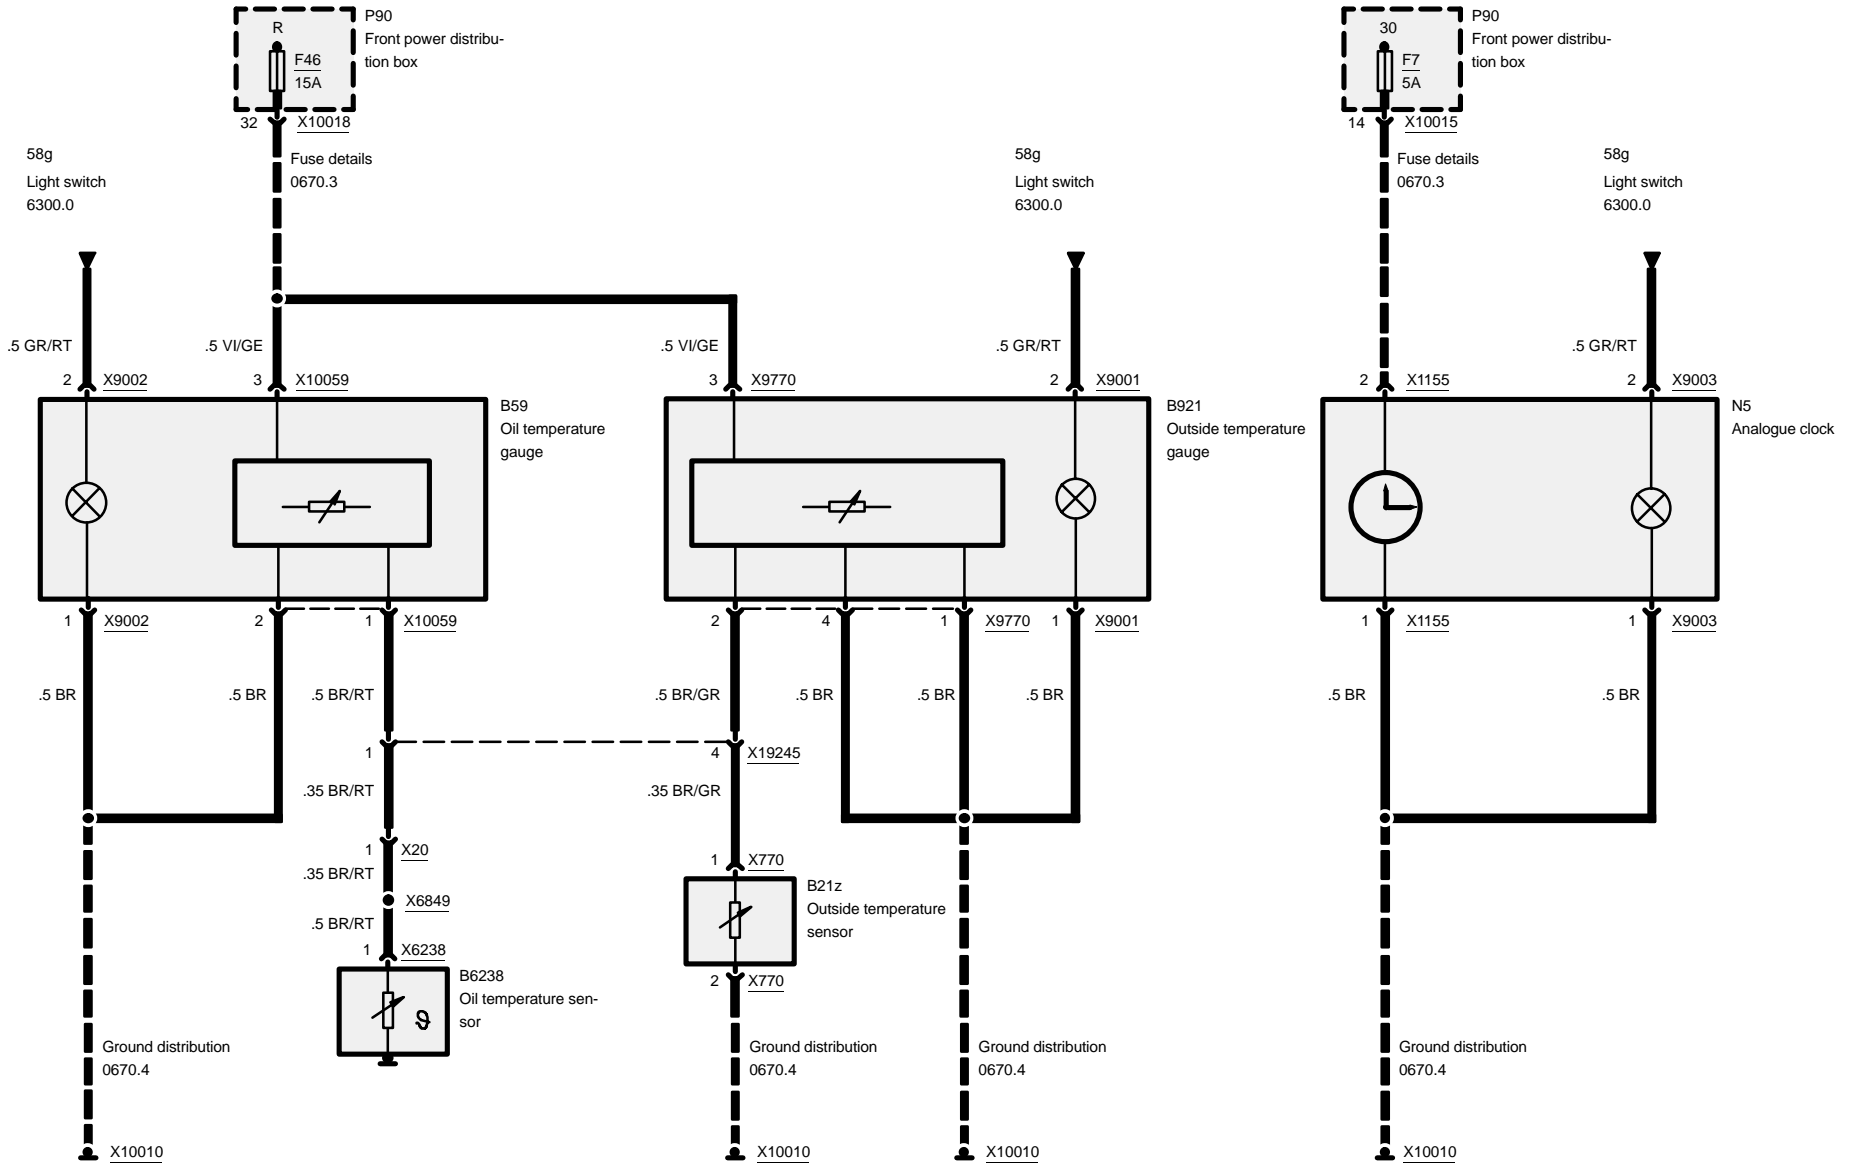 P90
R
Front power distribu-
F46
tion box
15A
32
X10018
P90
30
Front power distribu-
F7
tion box
5A
14
X10015
58g
Light switch
6300.0
Fuse details
0670.3
58g
Light switch
6300.0
Fuse details
0670.3
58g
Light switch
6300.0
.5 GR/RT
.5 VI/GE
.5 VI/GE
.5 GR/RT
.5 GR/RT
2
X9002
3
X10059
3
X9770
2
X9001
2
X1155
2
X9003
B59
Oil temperature
gauge
B921
Outside temperature
gauge
N5
Analogue clock
1
X9002
2
1
X10059
2
4
1
X9770
1
X9001
1
X1155
1
X9003
.5 BR
.5 BR
.5 BR/RT
.5 BR/GR
.5 BR
.5 BR
.5 BR
.5 BR
.5 BR
1
4
X19245
.35 BR/RT
.35 BR/GR
1
X20
1
X770
.35 BR/RT
B21z
Outside temperature
sensor
X6849
.5 BR/RT
1
X6238
B6238
Oil temperature sen-
sor
ϑ
2
X770
Ground distribution
0670.4
Ground distribution
0670.4
Ground distribution
0670.4
Ground distribution
0670.4
X10010
X10010
X10010
X10010